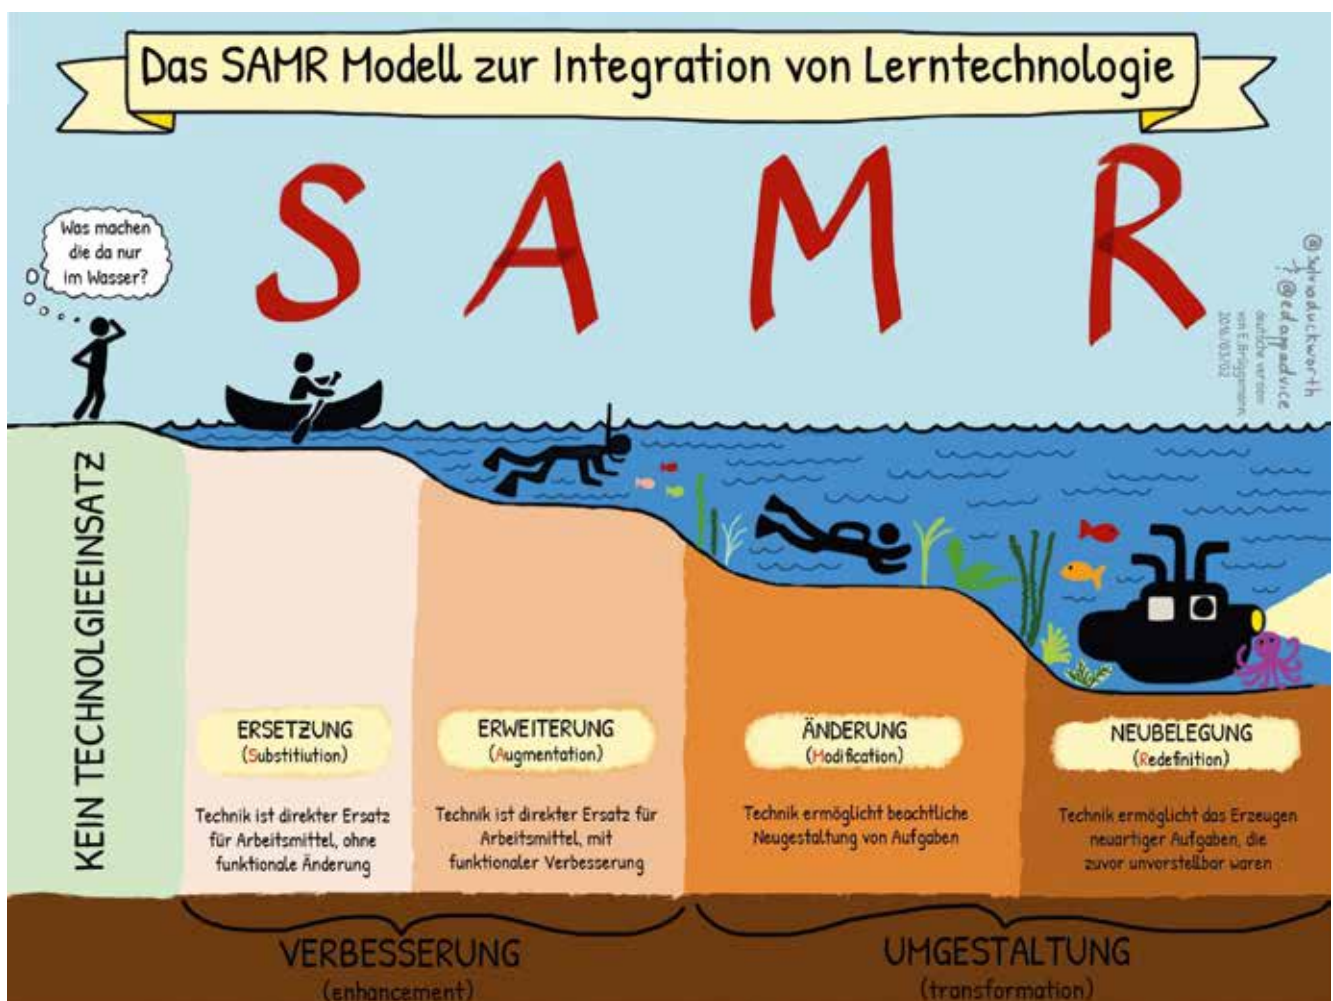 Das SAMR Modell zur Integration von Lerntechnologie
S A M R
Was machen
die da nur
im Wasser?
@sylviaduckworth
& @edappadvice
deutsche version
von E.Brüggemann,
2016/03/02
KEIN TECHNOLGIEEINSATZ
ERSETZUNG
(Substitiution)
Technik ist direkter Ersatz
für Arbeitsmittel, ohne
funktionale Änderung
ERWEITERUNG
(Augmentation)
Technik ist direkter Ersatz für
Arbeitsmittel, mit
funktionaler Verbesserung
ÄNDERUNG
(Modification)
Technik ermöglicht beachtliche
Neugestaltung von Aufgaben
NEUBELEGUNG
(Redefinition)
Technik ermöglicht das Erzeugen
neuartiger Aufgaben, die
zuvor unvorstellbar waren
VERBESSERUNG
(enhancement)
UMGESTALTUNG
(transformation)